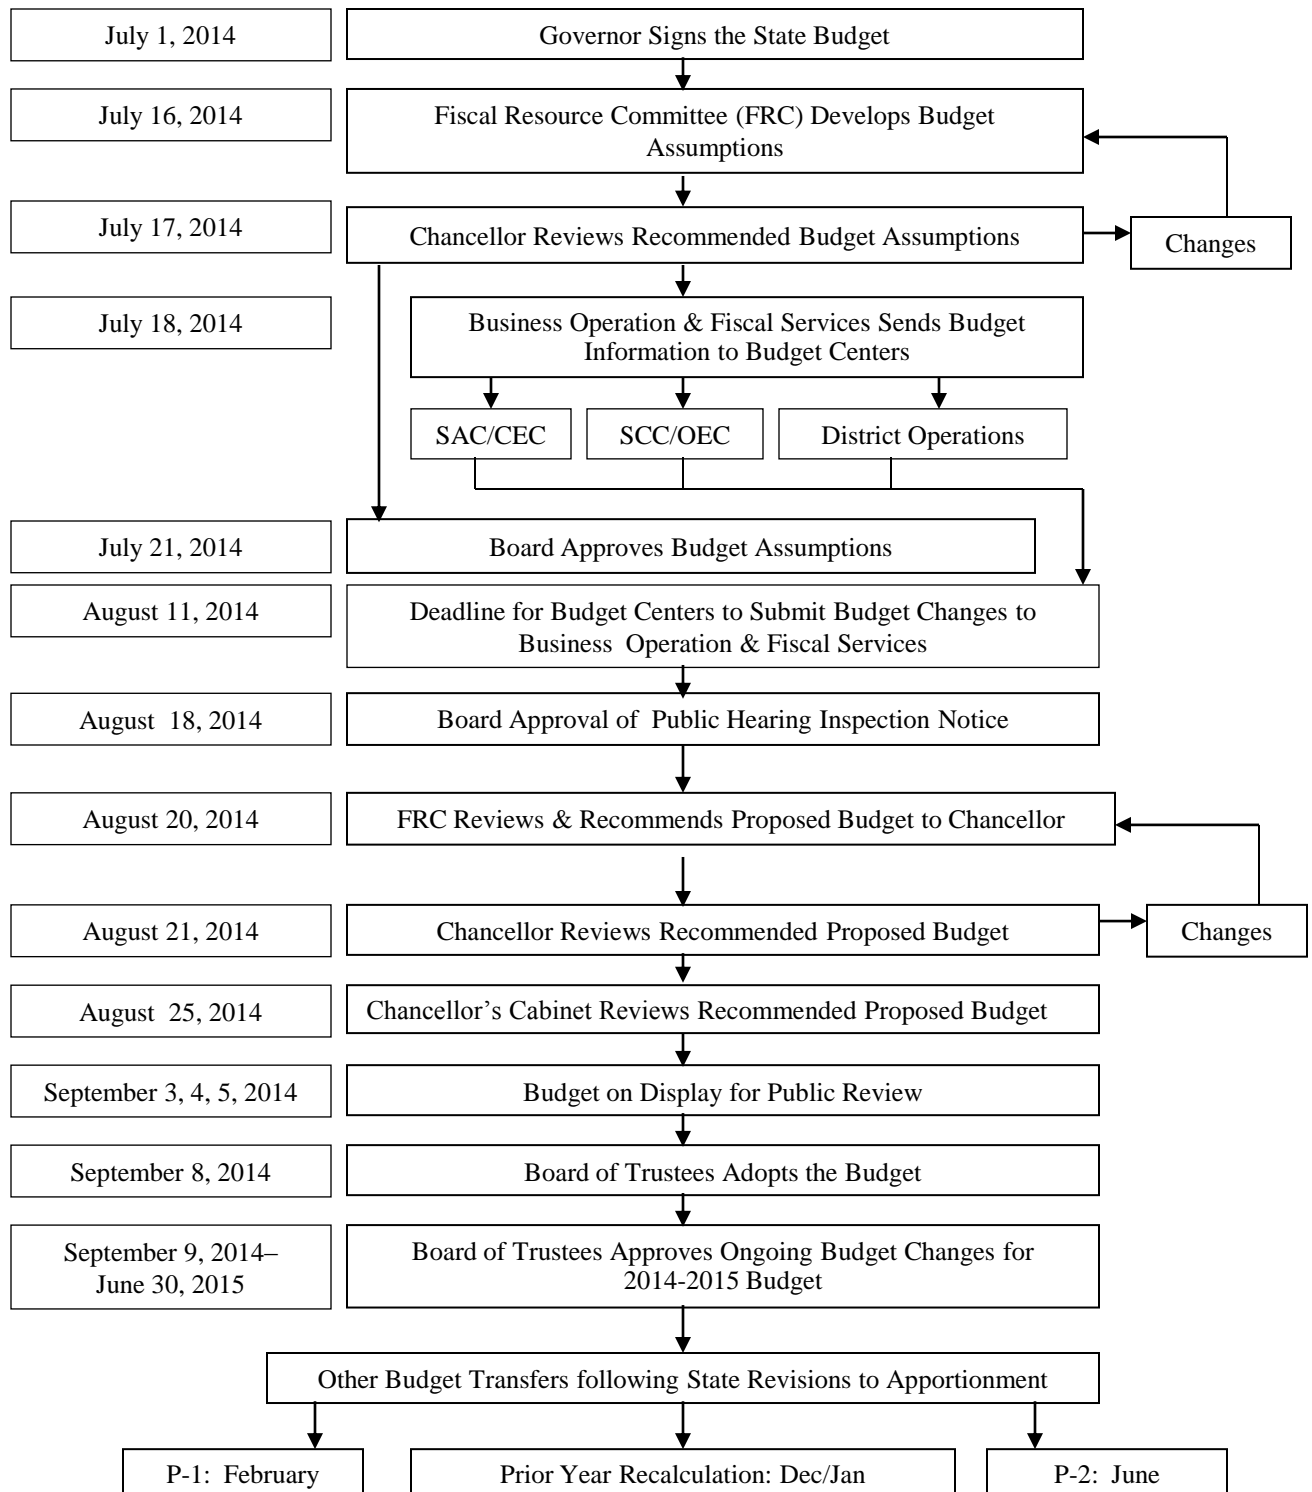 July 1, 2014
Governor Signs the State Budget
July 16, 2014
Fiscal Resource Committee (FRC) Develops Budget
Assumptions
July 17, 2014
Chancellor Reviews Recommended Budget Assumptions
Changes
July 18, 2014
Business Operation & Fiscal Services Sends Budget
Information to Budget Centers
SAC/CEC
SCC/OEC
District Operations
July 21, 2014
Board Approves Budget Assumptions
August 11, 2014
Deadline for Budget Centers to Submit Budget Changes to
Business Operation & Fiscal Services
August 18, 2014
Board Approval of Public Hearing Inspection Notice
August 20, 2014
FRC Reviews & Recommends Proposed Budget to Chancellor
August 21, 2014
Chancellor Reviews Recommended Proposed Budget
Changes
August 25, 2014
Chancellor’s Cabinet Reviews Recommended Proposed Budget
September 3, 4, 5, 2014
Budget on Display for Public Review
September 8, 2014
Board of Trustees Adopts the Budget
September 9, 2014–
June 30, 2015
Board of Trustees Approves Ongoing Budget Changes for
2014-2015 Budget
Other Budget Transfers following State Revisions to Apportionment
P-1: February
Prior Year Recalculation: Dec/Jan
P-2: June